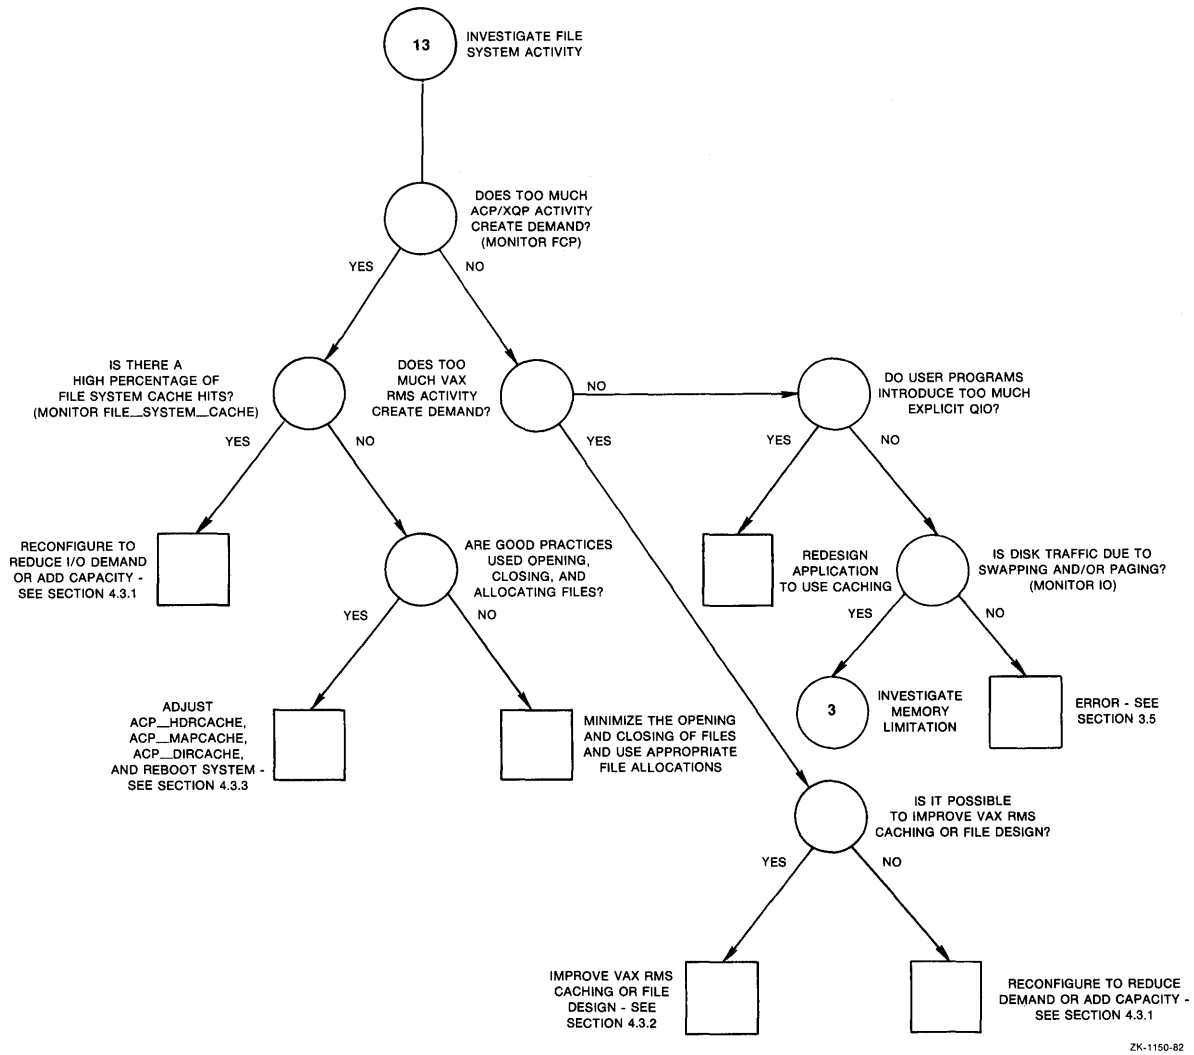 13
INVESTIGATE FILE
SYSTEM ACTIVITY
DOES TOO MUCH
ACP/XQP ACTIVITY
CREATE DEMAND?
(MONITOR FCP)
YES
NO
IS THERE A
HIGH PERCENTAGE OF
FILE SYSTEM CACHE HITS?
(MONITOR FILE__SYSTEM__CACHE)
DOES TOO
MUCH VAX
RMS ACTIVITY
CREATE DEMAND?
NO
DO USER PROGRAMS
INTRODUCE TOO MUCH
EXPLICIT QIO?
YES
NO
YES
YES
NO
RECONFIGURE TO
REDUCE I/O DEMAND
OR ADD CAPACITY -
SEE SECTION 4.3.1
ARE GOOD PRACTICES
USED OPENING,
CLOSING, AND
ALLOCATING FILES?
REDESIGN
APPLICATION
TO USE CACHING
IS DISK TRAFFIC DUE TO
SWAPPING AND/OR PAGING?
(MONITOR IO)
YES
NO
YES
NO
ADJUST
ACP__HDRCACHE,
ACP__MAPCACHE,
ACP__DIRCACHE,
AND REBOOT SYSTEM -
SEE SECTION 4.3.3
MINIMIZE THE OPENING
AND CLOSING OF FILES
AND USE APPROPRIATE
FILE ALLOCATIONS
3
INVESTIGATE
MEMORY
LIMITATION
ERROR - SEE
SECTION 3.5
IS IT POSSIBLE
TO IMPROVE VAX RMS
CACHING OR FILE DESIGN?
YES
NO
IMPROVE VAX RMS
CACHING OR FILE
DESIGN - SEE
SECTION 4.3.2
RECONFIGURE TO REDUCE
DEMAND OR ADD CAPACITY -
SEE SECTION 4.3.1
ZK-1150-82